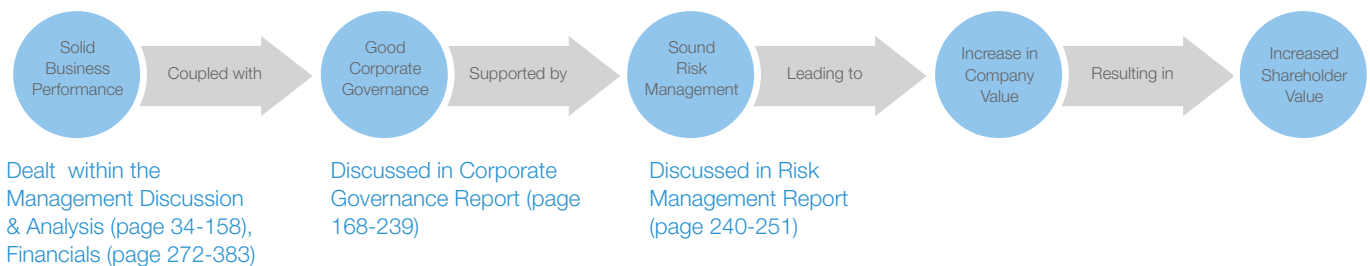 Solid
Business
Performance
Coupled with
Good
Corporate
Governance
Supported by
Sound
Risk
Management
Leading to
Increase in
Company
Value
Resulting in
Increased
Shareholder
Value
Dealt within the
Management Discussion
& Analysis (page 34-158),
Financials (page 272-383)
Discussed in Corporate
Governance Report (page
168-239)
Discussed in Risk
Management Report
(page 240-251)